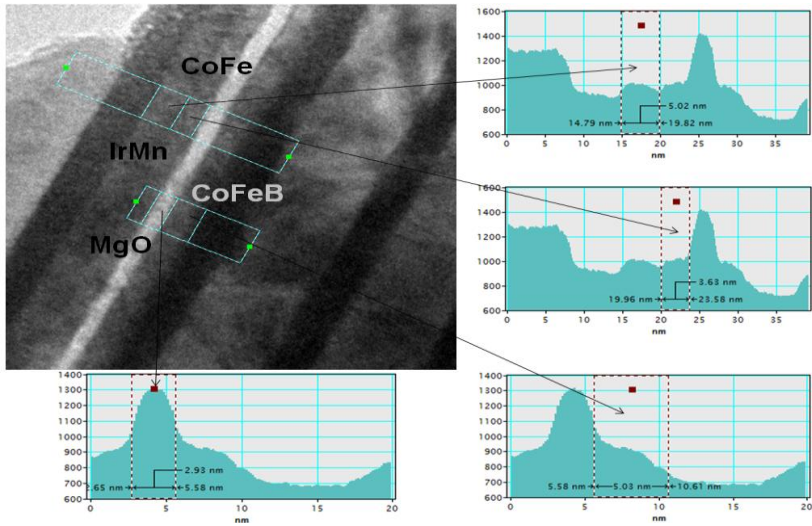 CoFe
IrMn
CoFeB
MgO
1600
1400
1200
1000
800
600
5.02 nm
14.79 nm
19.82 nm
0 5 10 15 20 25 30 35
nm
1600
1400
1200
1000
800
600
3.63 nm
19.96 nm
23.58 nm
0 5 10 15 20 25 30 35
nm
1400
1300
1200
1100
1000
900
800
700
600
2.93 nm
2.65 nm
5.58 nm
0 5 10 15 20
nm
1400
1300
1200
1100
1000
900
800
700
600
5.58 nm
5.03 nm
10.61 nm
0 5 10 15 20
nm